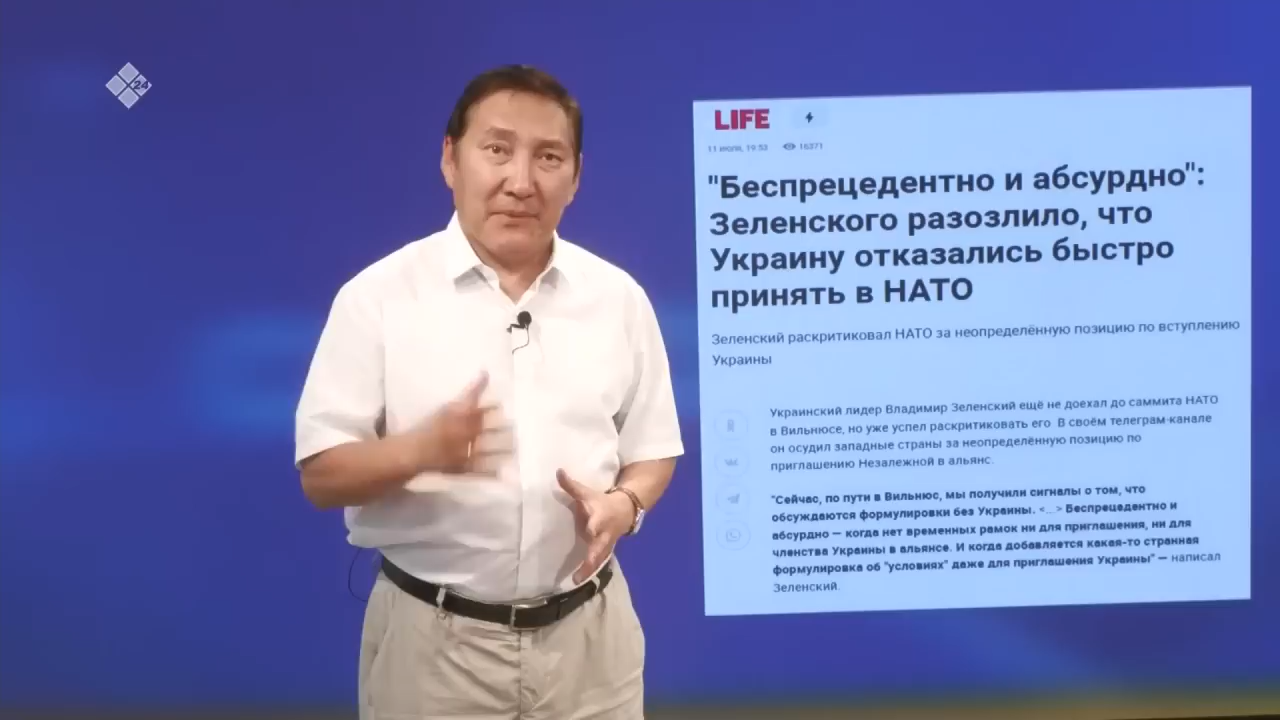 X24
LIFE
11 июля, 19:53 16371
"Беспрецедентно и абсурдно":
Зеленского разозлило, что
Украину отказались быстро
принять в НАТО
Зеленский раскритиковал НАТО за неопределённую позицию по вступлению
Украины
Украинский лидер Владимир Зеленский ещё не доехал до саммита НАТО
в Вильнюсе, но уже успел раскритиковать его В своём телеграм-канале
он осудил западные страны за неопределённую позицию по
приглашению Незалежной в альянс.
"Сейчас, по пути в Вильнюс, мы получили сигналы о том, что
обсуждаются формулировки без Украины. <...> Беспрецедентно и
абсурдно — когда нет временных рамок ни для приглашения, ни для
членства Украины в альянсе. И когда добавляется какая-то странная
формулировка об "условиях" даже для приглашения Украины" — написал
Зеленский.